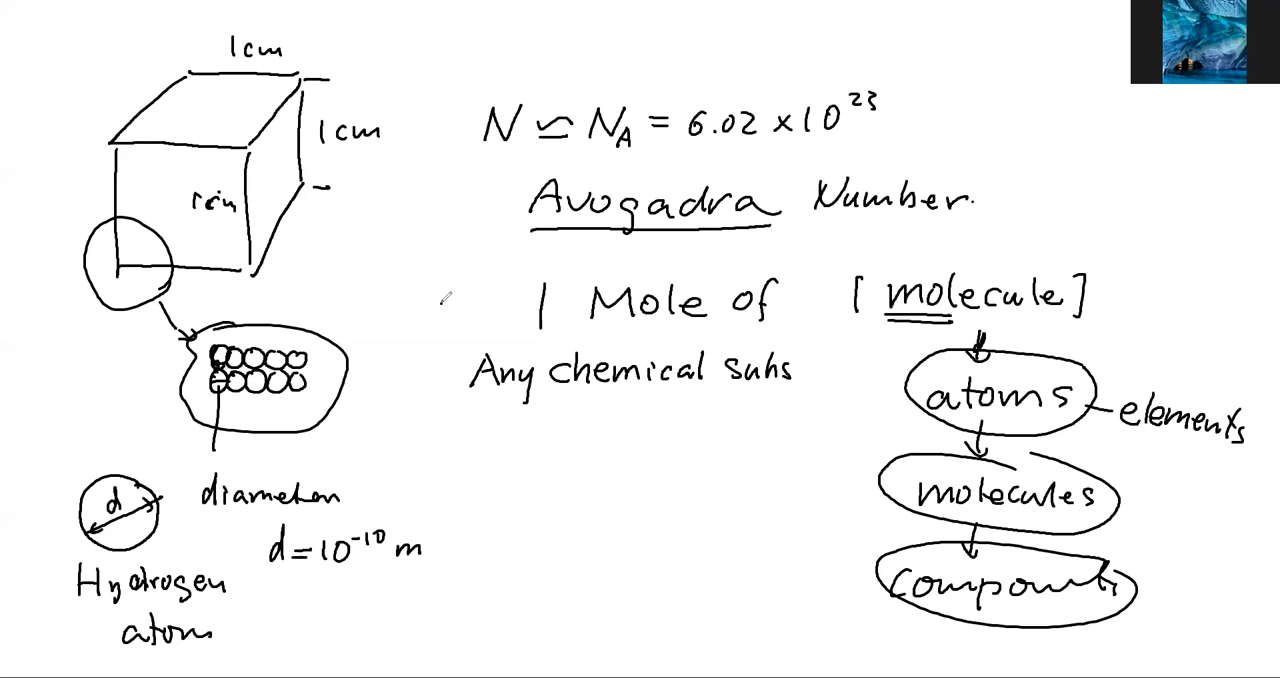 1cm
1cm
1cm
N ≃ N_A = 6.02 × 10^23
Avogadra Number.
1 Mole of [molecule]
Any chemical subs
atoms
elements
molecules
d
diameter
d = 10^-10 m
Hydrogen
atom